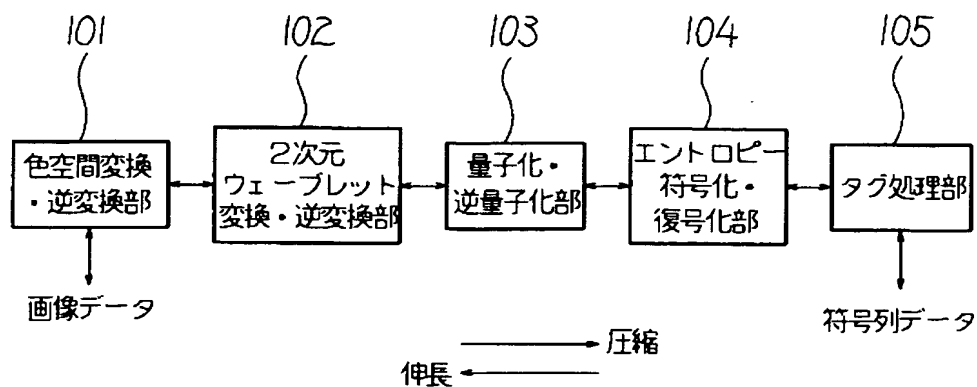 101
102
103
104
105
色空間変換
・逆変換部
2次元
ウェーブレット
変換・逆変換部
量子化・
逆量子化部
エントロピー
符号化・
復号化部
タグ処理部
画像データ
符号列データ
圧縮
伸長